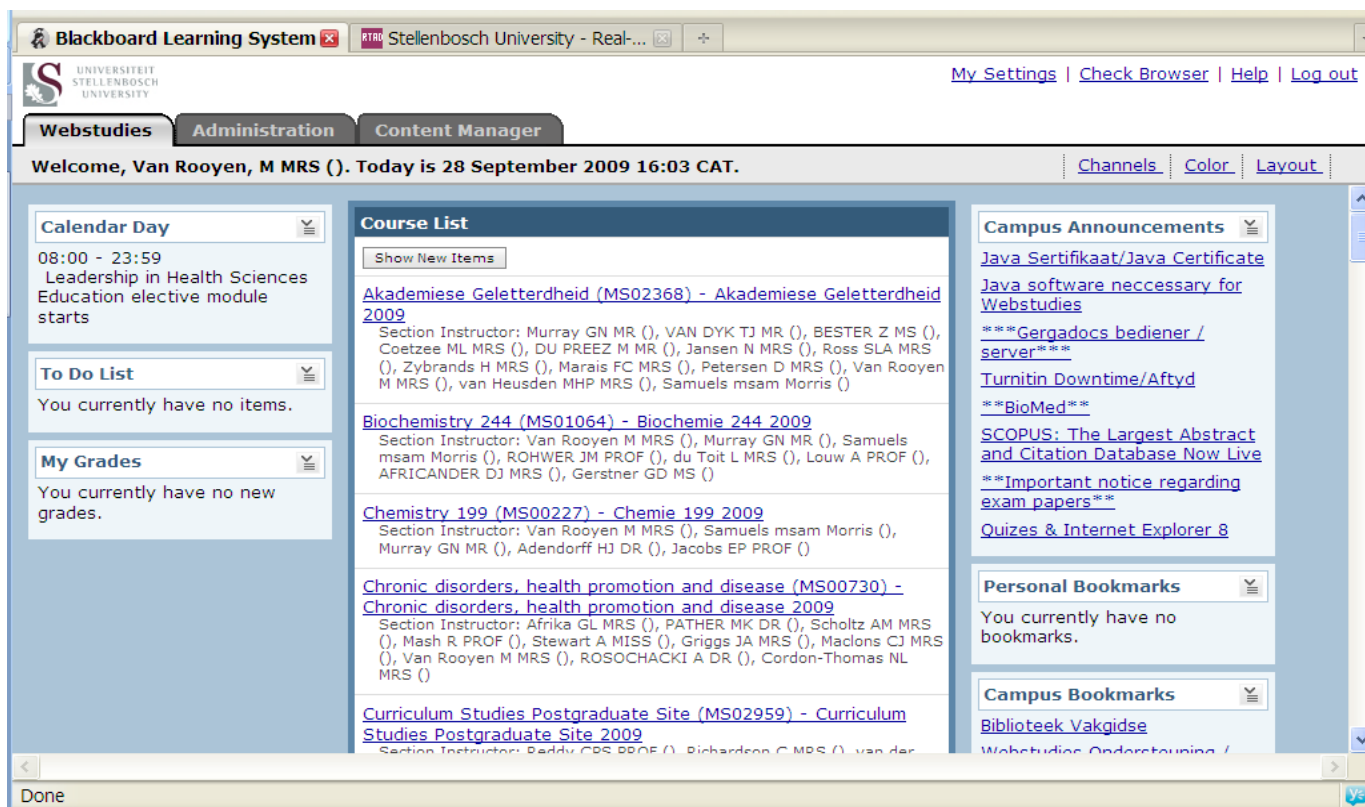 Blackboard Learning System
RTAD Stellenbosch University - Real-...
UNIVERSITEIT
STELLENBOSCH
UNIVERSITY
My Settings | Check Browser | Help | Log out
Webstudies
Administration
Content Manager
Welcome, Van Rooyen, M MRS (). Today is 28 September 2009 16:03 CAT.
Channels
Color
Layout
Calendar Day
08:00 - 23:59
Leadership in Health Sciences
Education elective module
starts
To Do List
You currently have no items.
My Grades
You currently have no new
grades.
Course List
Show New Items
Akademiese Geletterdheid (MS02368) - Akademiese Geletterdheid
2009
Section Instructor: Murray GN MR (), VAN DYK TJ MR (), BESTER Z MS (),
Coetzee ML MRS (), DU PREEZ M MR (), Jansen N MRS (), Ross SLA MRS
(), Zybrands H MRS (), Marais FC MRS (), Petersen D MRS (), Van Rooyen
M MRS (), van Heusden MHP MRS (), Samuels msam Morris ()
Biochemistry 244 (MS01064) - Biochemie 244 2009
Section Instructor: Van Rooyen M MRS (), Murray GN MR (), Samuels
msam Morris (), ROHWER JM PROF (), du Toit L MRS (), Louw A PROF (),
AFRICANDER DJ MRS (), Gerstner GD MS ()
Chemistry 199 (MS00227) - Chemie 199 2009
Section Instructor: Van Rooyen M MRS (), Samuels msam Morris (),
Murray GN MR (), Adendorff HJ DR (), Jacobs EP PROF ()
Chronic disorders, health promotion and disease (MS00730) -
Chronic disorders, health promotion and disease 2009
Section Instructor: Afrika GL MRS (), PATHER MK DR (), Scholtz AM MRS
(), Mash R PROF (), Stewart A MISS (), Griggs JA MRS (), Maclons CJ MRS
(), Van Rooyen M MRS (), ROSOCHACKI A DR (), Cordon-Thomas NL
MRS ()
Curriculum Studies Postgraduate Site (MS02959) - Curriculum
Studies Postgraduate Site 2009
Section Instructor: Reddy CPS PROF (), Richardson C MRS (), van der
Campus Announcements
Java Sertifikaat/Java Certificate
Java software neccessary for
Webstudies
***Gergadocs bediener /
server***
Turnitin Downtime/Aftyd
**BioMed**
SCOPUS: The Largest Abstract
and Citation Database Now Live
**Important notice regarding
exam papers**
Quizes & Internet Explorer 8
Personal Bookmarks
You currently have no
bookmarks.
Campus Bookmarks
Biblioteek Vakgidse
Webstudies Ondersteuning /
Done